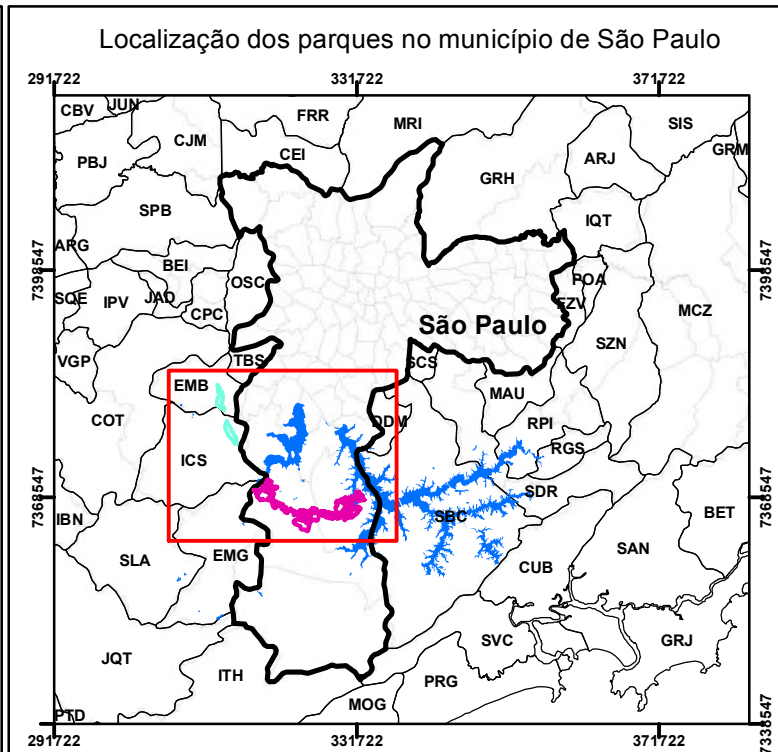 Localização dos parques no município de São Paulo
291722 331722 371722
CBV JUN FRR MRI SIS
CJM GRM
PBJ CEI ARJ
GRH
SPB IQT
ARG BEI 7398547 7398547
OSC POA
SQE IPV JAD CPC FZV MCZ
São Paulo
VGP TBS SCS SZN
EMB MAU
COT DDM RPI
ICS RGS
7368547 SDR 7368547
IBN SBC BET
SLA EMG CUB SAN
JQT ITH SVC GRJ
PRG
PTD MOG 7338547
291722 331722 371722